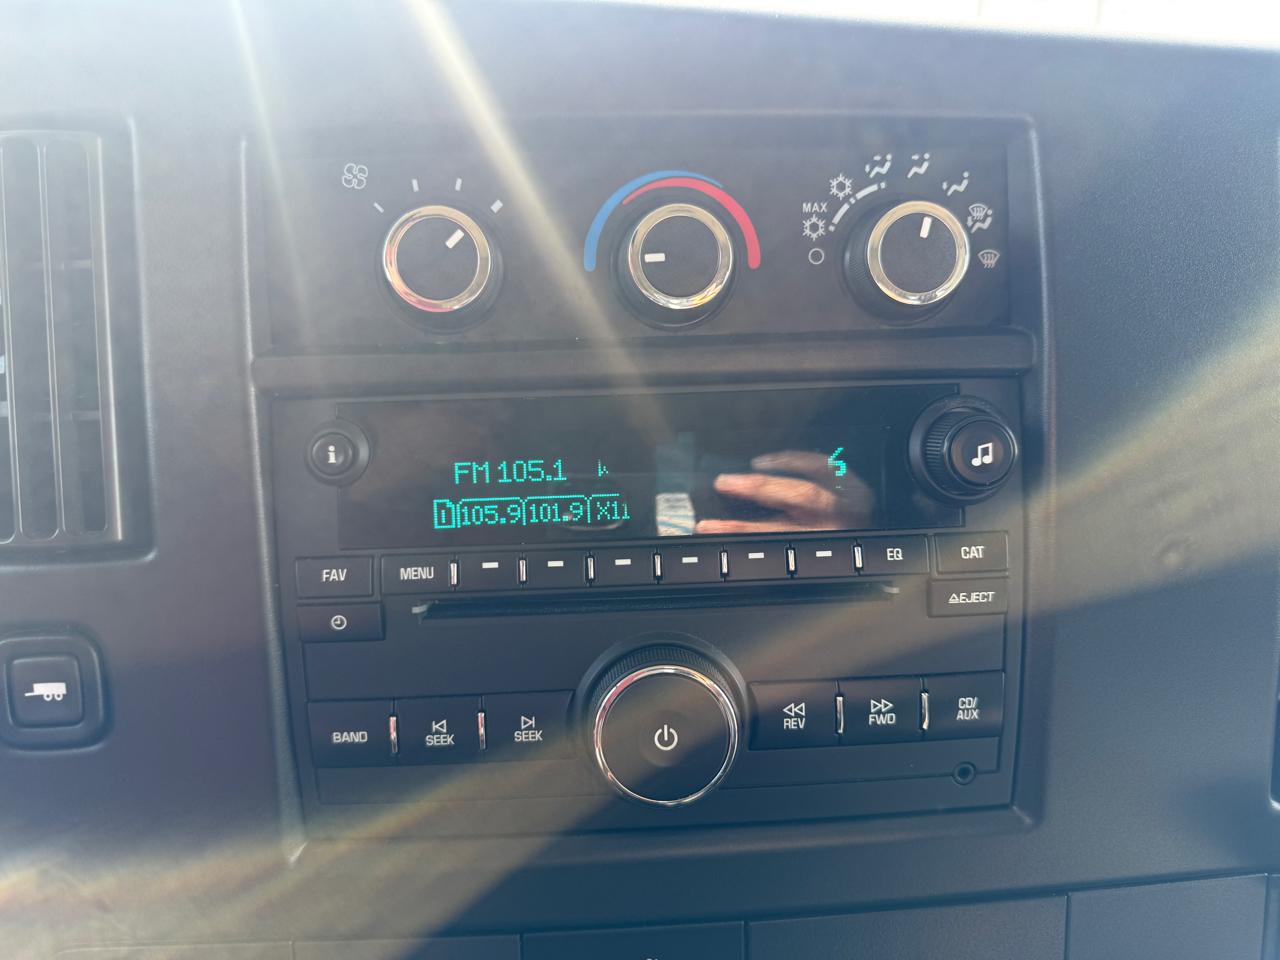 MAX
i
FM 105.1
1 105.9 101.9
FAV
MENU
EQ
CAT
EJECT
BAND
SEEK
SEEK
REV
FWD
CD/
AUX